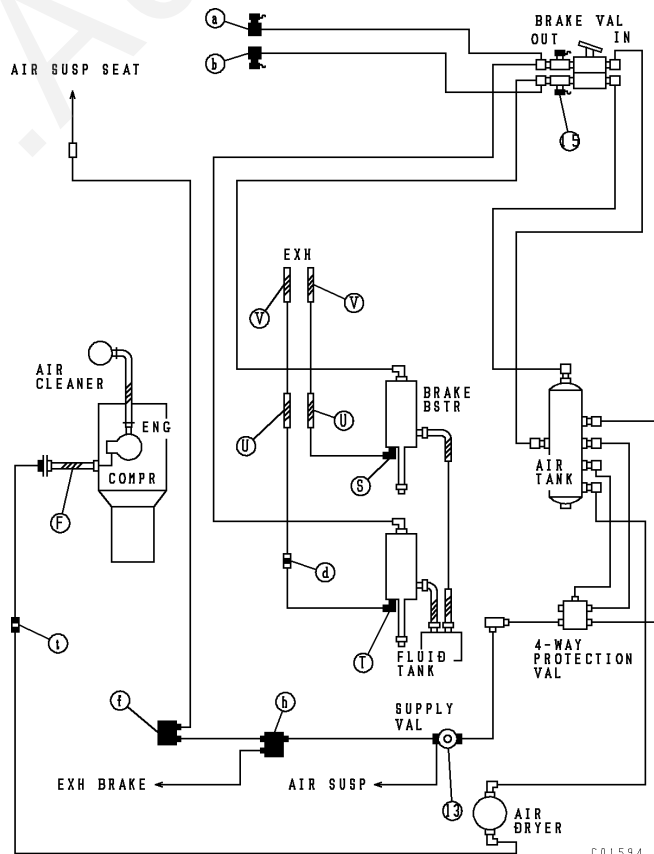 a
BRAKE VAL
OUT
IN
b
AIR SUSP SEAT
15
EXH
V
V
AIR
CLEANER
BRAKE
BSTR
U
U
ENG
COMPR
S
AIR
TANK
F
d
T
FLUID
TANK
4-WAY
PROTECTION
VAL
f
h
SUPPLY
VAL
EXH BRAKE
AIR SUSP
13
AIR
DRYER
C01594